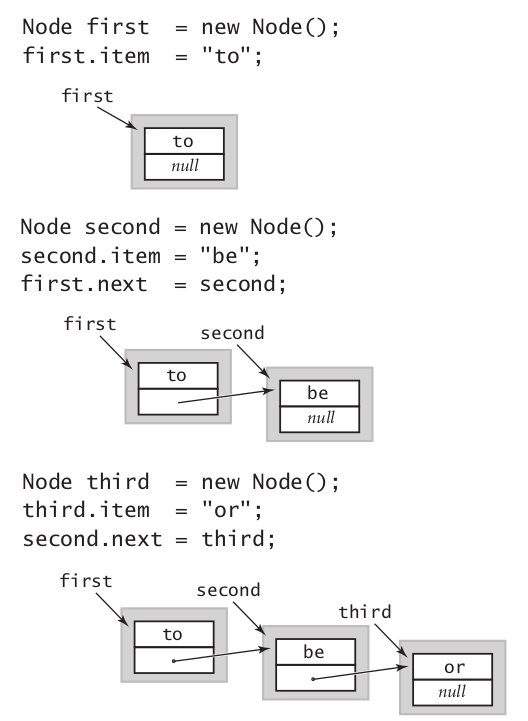 Node first  = new Node();
first.item  = "to";
first
to
null
Node second = new Node();
second.item = "be";
first.next  = second;
first
second
to
be
null
Node third  = new Node();
third.item  = "or";
second.next = third;
first
second
third
to
be
or
null